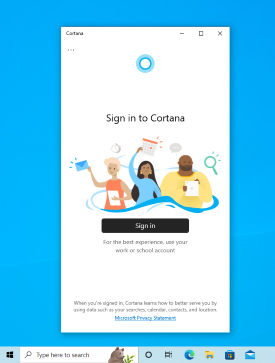 Cortana
Sign in to Cortana
Sign in
For the best experience, use your
work or school account
When you're signed in, Cortana learns how to better serve you by
using data such as your searches, calendar, contacts, and location.
Microsoft Privacy Statement
Type here to search